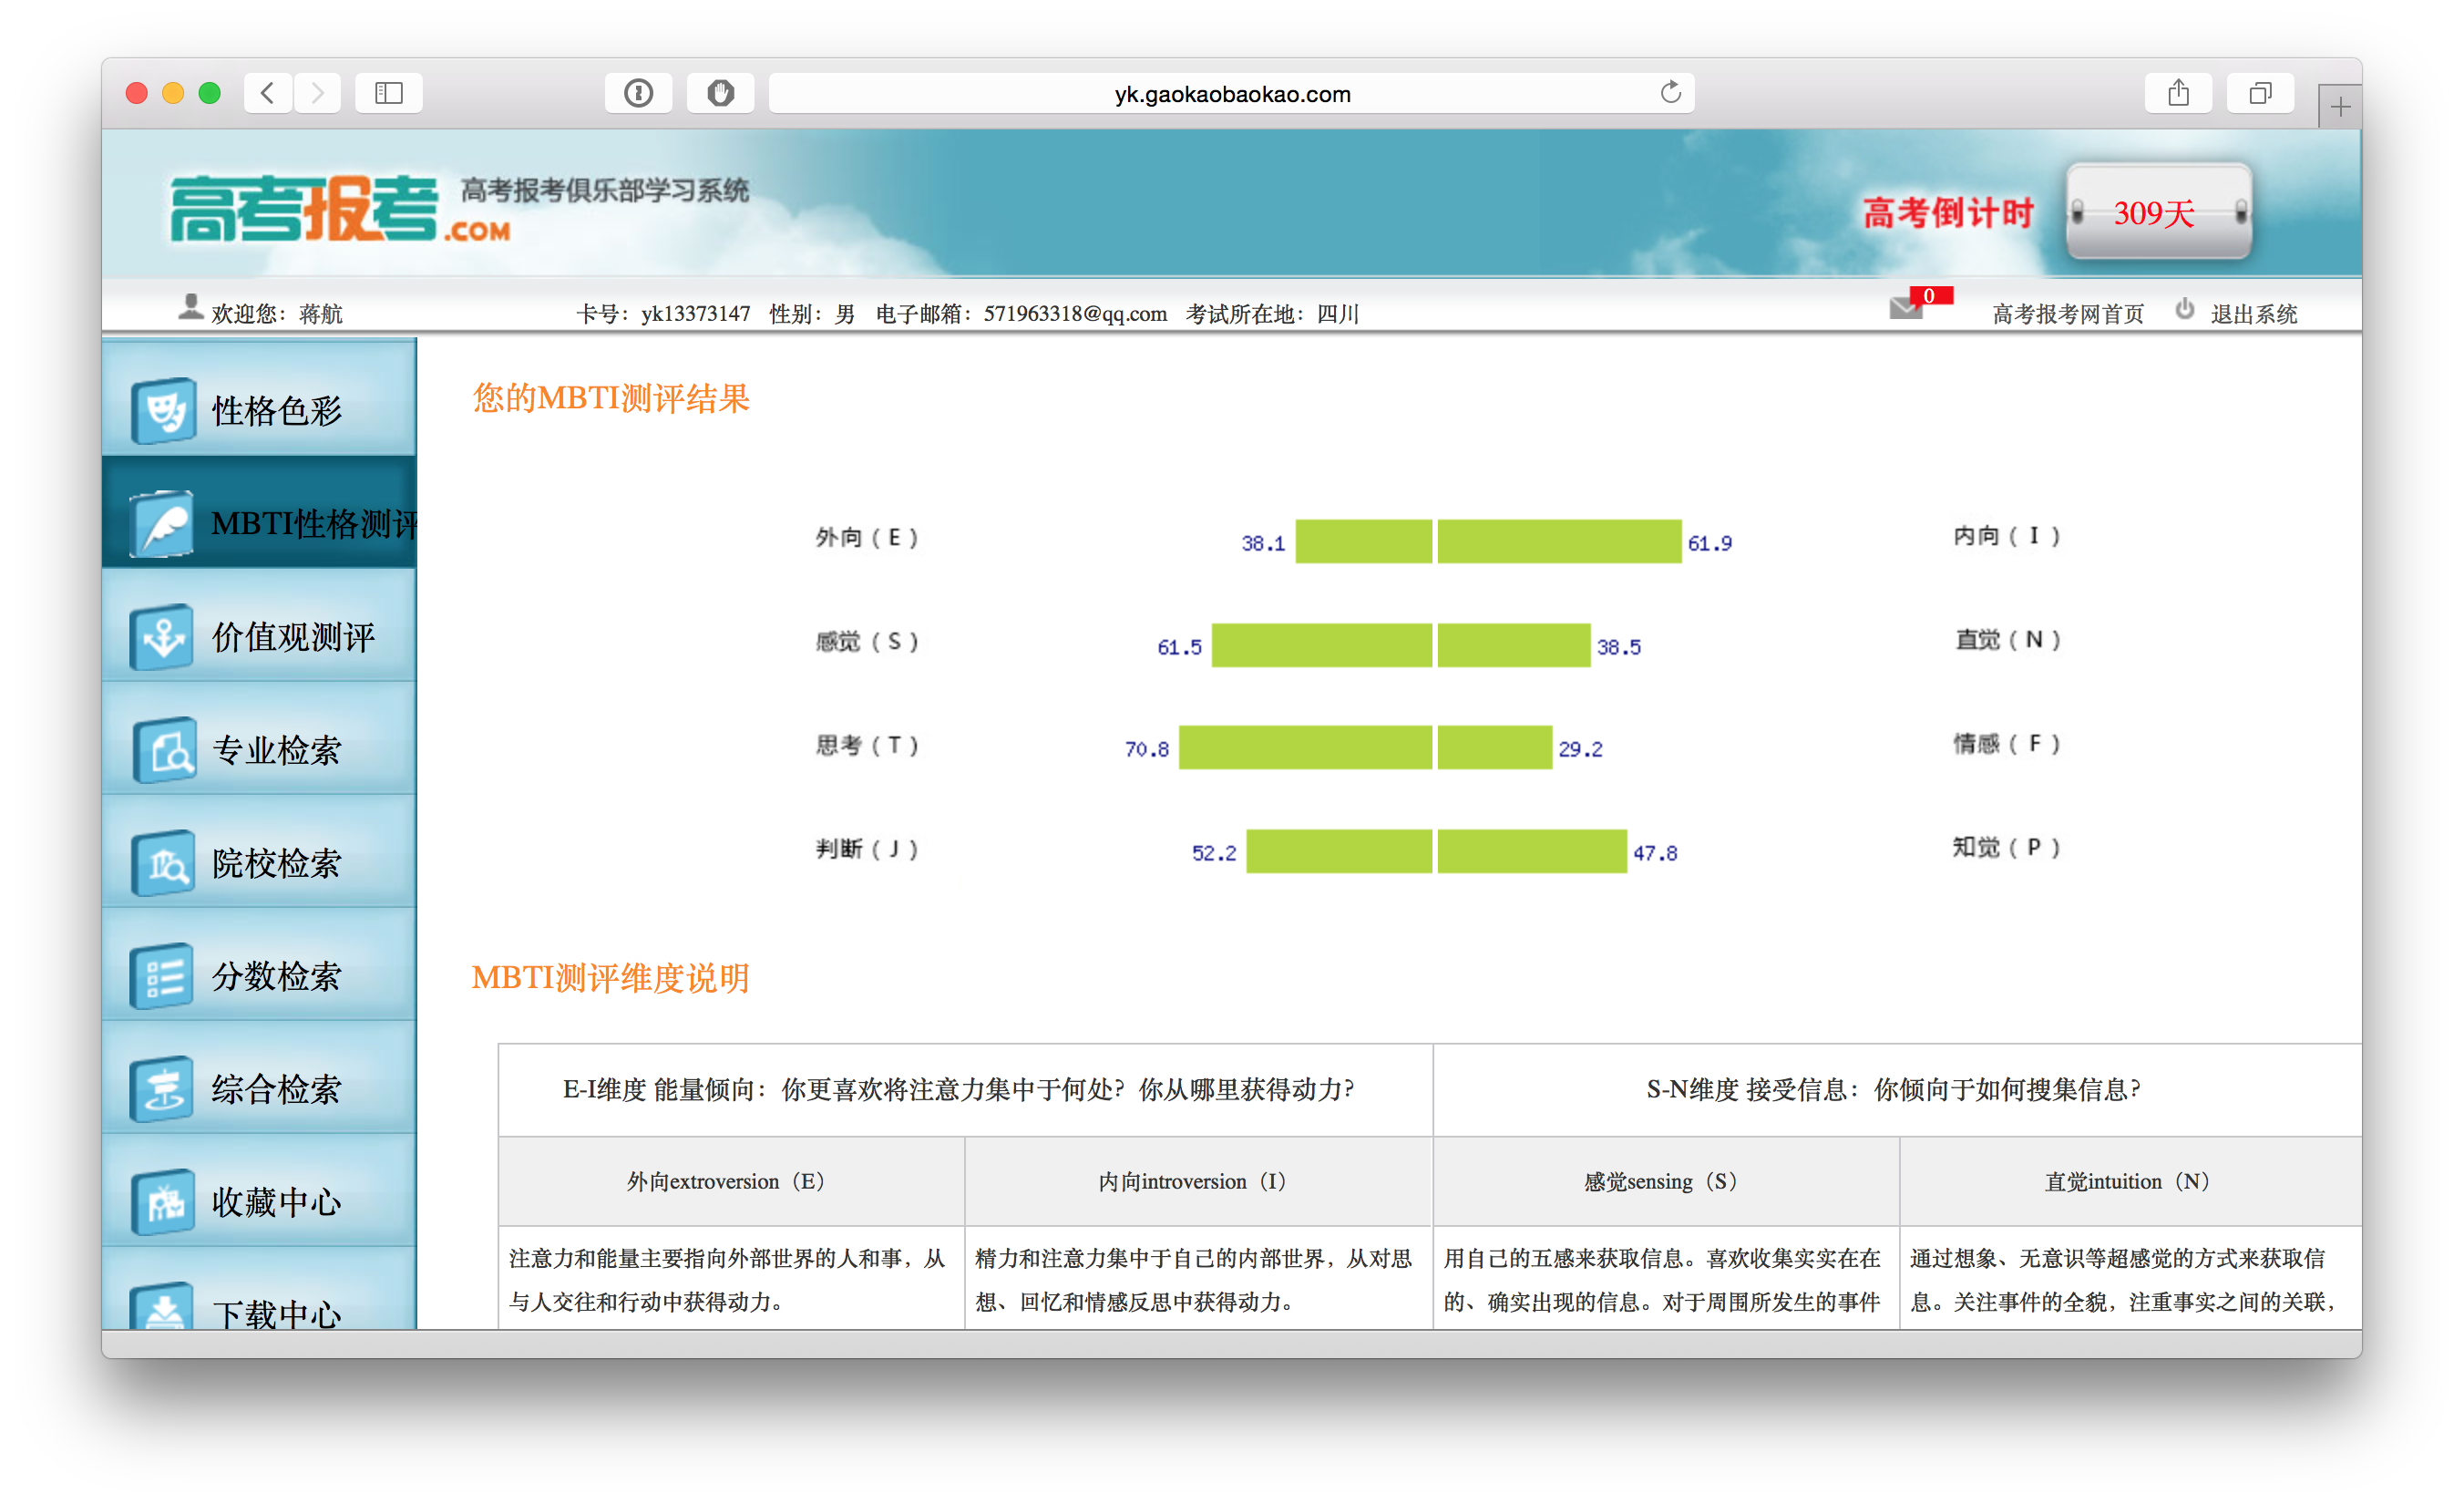 yk.gaokaobaokao.com
高考报考.COM 高考报考俱乐部学习系统
高考倒计时 309天
欢迎您：蒋航 卡号：yk13373147 性别：男 电子邮箱：571963318@qq.com 考试所在地：四川 0 高考报考网首页 退出系统
性格色彩
MBTI性格测评
价值观测评
专业检索
院校检索
分数检索
综合检索
收藏中心
下载中心
您的MBTI测评结果
外向（E） 38.1 61.9 内向（I）
感觉（S） 61.5 38.5 直觉（N）
思考（T） 70.8 29.2 情感（F）
判断（J） 52.2 47.8 知觉（P）
MBTI测评维度说明
E-I维度 能量倾向：你更喜欢将注意力集中于何处？你从哪里获得动力？ S-N维度 接受信息：你倾向于如何搜集信息？
外向extroversion（E） 内向introversion（I） 感觉sensing（S） 直觉intuition（N）
注意力和能量主要指向外部世界的人和事，从
与人交往和行动中获得动力。
精力和注意力集中于自己的内部世界，从对思
想、回忆和情感反思中获得动力。
用自己的五感来获取信息。喜欢收集实实在在
的、确实出现的信息。对于周围所发生的事件
通过想象、无意识等超感觉的方式来获取信
息。关注事件的全貌，注重事实之间的关联，